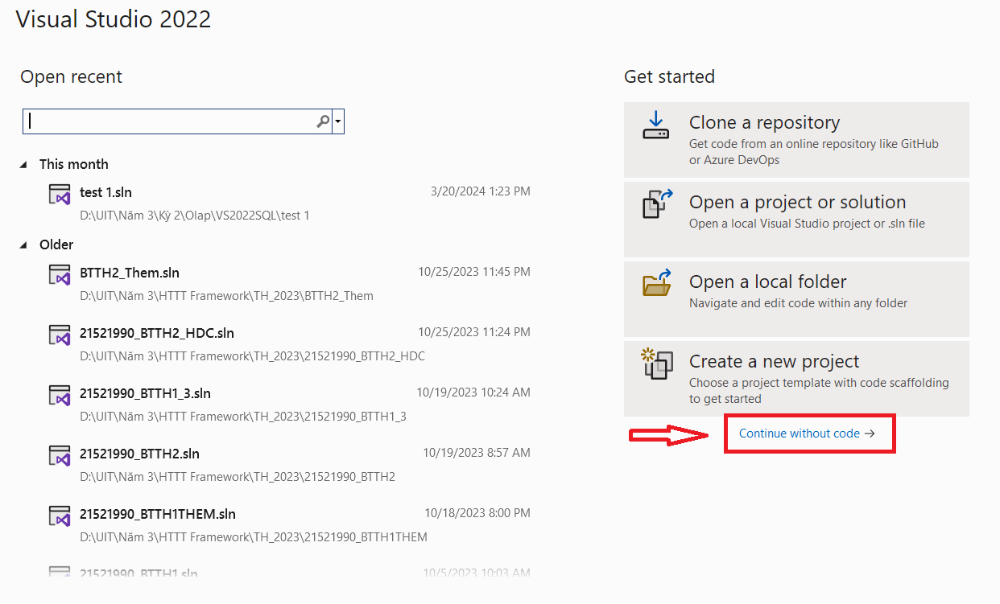 Visual Studio 2022
Open recent
This month
test 1.sln
3/20/2024 1:23 PM
D:\UIT\Năm 3\Kỳ 2\Olap\VS2022SQL\test 1
Older
BTTH2_Them.sln
10/25/2023 11:45 PM
D:\UIT\Năm 3\HTTT Framework\TH_2023\BTTH2_Them
21521990_BTTH2_HDC.sln
10/25/2023 11:24 PM
D:\UIT\Năm 3\HTTT Framework\TH_2023\21521990_BTTH2_HDC
21521990_BTTH1_3.sln
10/19/2023 10:24 AM
D:\UIT\Năm 3\HTTT Framework\TH_2023\21521990_BTTH1_3
21521990_BTTH2.sln
10/19/2023 8:57 AM
D:\UIT\Năm 3\HTTT Framework\TH_2023\21521990_BTTH2
21521990_BTTH1THEM.sln
10/18/2023 8:00 PM
D:\UIT\Năm 3\HTTT Framework\TH_2023\21521990_BTTH1THEM
21521990_BTTH1.sln
10/5/2023 10:03 AM
Get started
Clone a repository
Get code from an online repository like GitHub
or Azure DevOps
Open a project or solution
Open a local Visual Studio project or .sln file
Open a local folder
Navigate and edit code within any folder
Create a new project
Choose a project template with code scaffolding
to get started
Continue without code →